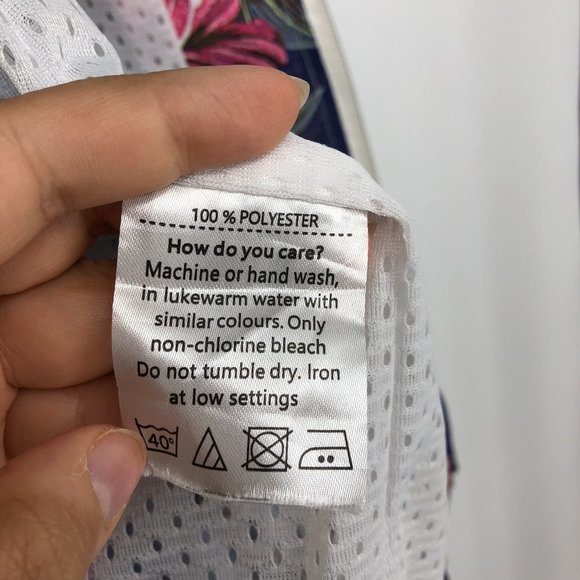 100 % POLYESTER
How do you care?
Machine or hand wash,
in lukewarm water with
similar colours. Only
non-chlorine bleach
Do not tumble dry. Iron
at low settings
40°